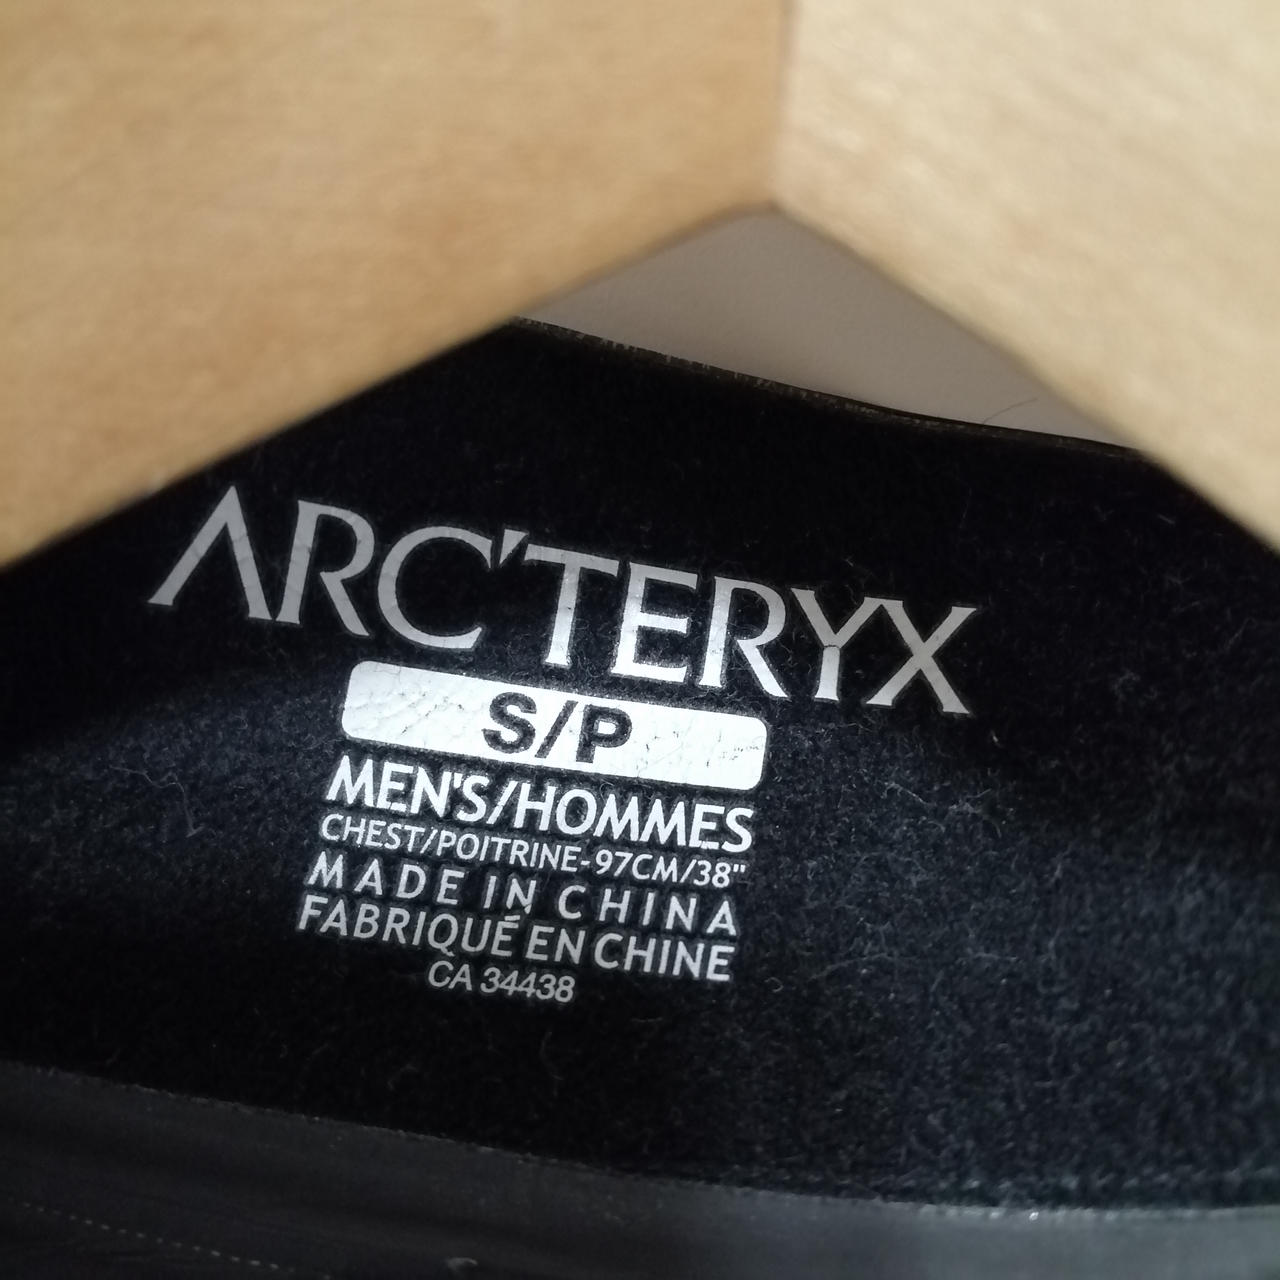 ARC'TERYX
S/P
MEN'S/HOMMES
CHEST/POITRINE-97CM/38"
MADE IN CHINA
FABRIQUÉ EN CHINE
CA 34438